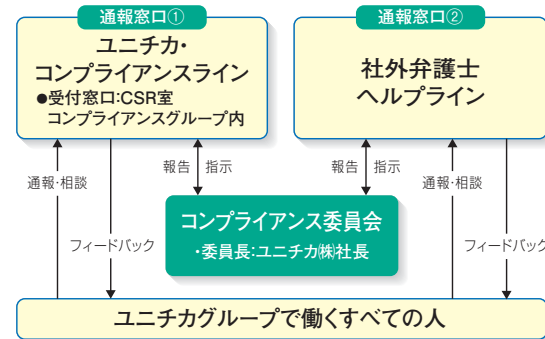 通報窓口①
ユニチカ・
コンプライアンスライン
●受付窓口:CSR室
コンプライアンスグループ内
通報窓口②
社外弁護士
ヘルプライン
通報・相談
報告
指示
報告
指示
通報・相談
コンプライアンス委員会
・委員長:ユニチカ㈱社長
フィードバック
フィードバック
ユニチカグループで働くすべての人